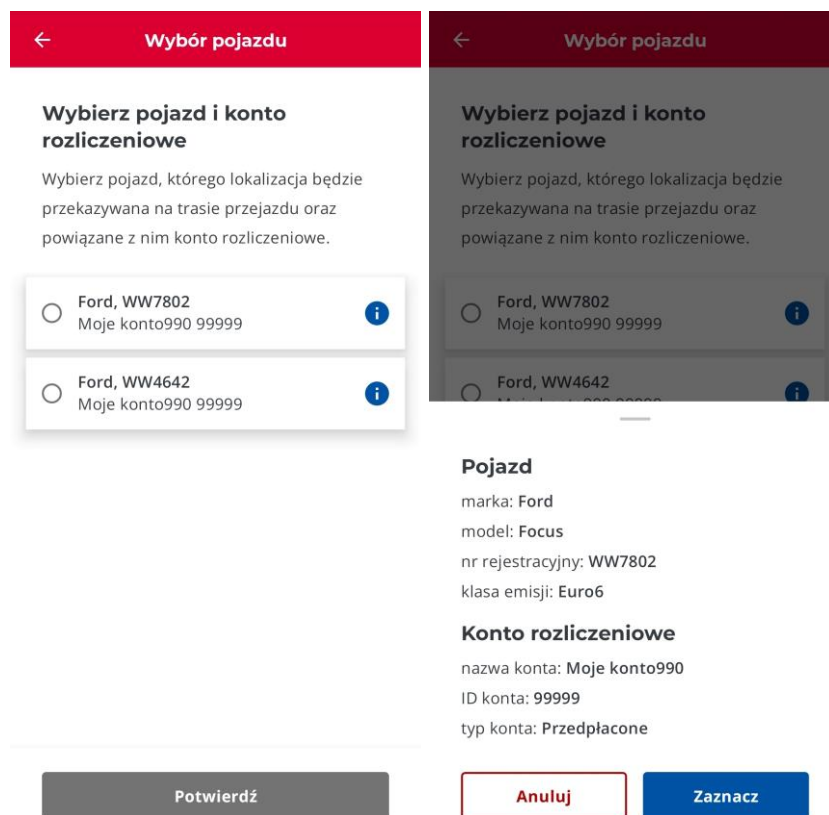 Wybór pojazdu
Wybierz pojazd i konto
rozliczeniowe
Wybierz pojazd, którego lokalizacja będzie
przekazywana na trasie przejazdu oraz
powiązane z nim konto rozliczeniowe.
Ford, WW7802
Moje konto990 99999
Ford, WW4642
Moje konto990 99999
Potwierdź
Wybór pojazdu
Wybierz pojazd i konto
rozliczeniowe
Wybierz pojazd, którego lokalizacja będzie
przekazywana na trasie przejazdu oraz
powiązane z nim konto rozliczeniowe.
Ford, WW7802
Moje konto990 99999
Ford, WW4642
Pojazd
marka: Ford
model: Focus
nr rejestracyjny: WW7802
klasa emisji: Euro6
Konto rozliczeniowe
nazwa konta: Moje konto990
ID konta: 99999
typ konta: Przedpłacone
Anuluj
Zaznacz